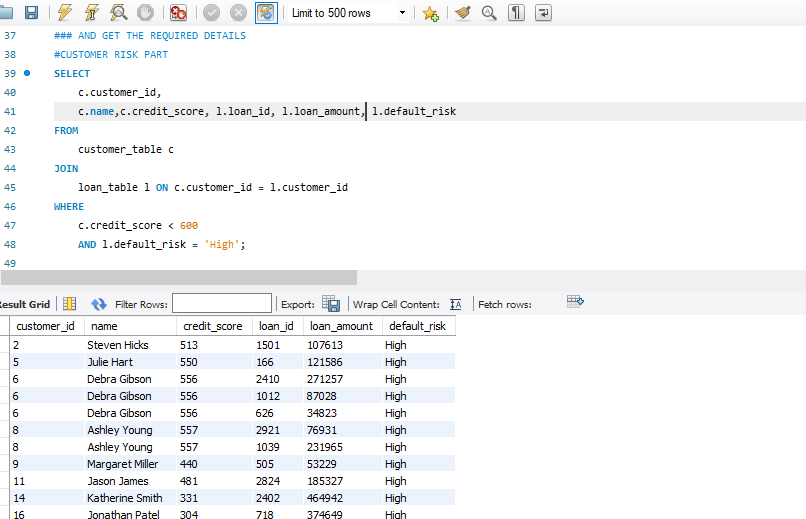 Limit to 500 rows
37 ### AND GET THE REQUIRED DETAILS
38 #CUSTOMER RISK PART
39 SELECT
40 c.customer_id,
41 c.name,c.credit_score, l.loan_id, l.loan_amount, l.default_risk
42 FROM
43 customer_table c
44 JOIN
45 loan_table l ON c.customer_id = l.customer_id
46 WHERE
47 c.credit_score < 600
48 AND l.default_risk = 'High';
49
Result Grid Filter Rows: Export: Wrap Cell Content: IA Fetch rows:
customer_id name credit_score loan_id loan_amount default_risk
2 Steven Hicks 513 1501 107613 High
5 Julie Hart 550 166 121586 High
6 Debra Gibson 556 2410 271257 High
6 Debra Gibson 556 1012 87028 High
6 Debra Gibson 556 626 34823 High
8 Ashley Young 557 2921 76931 High
8 Ashley Young 557 1039 231965 High
9 Margaret Miller 440 505 53229 High
11 Jason James 481 2824 185327 High
14 Katherine Smith 331 2402 464942 High
16 Jonathan Patel 304 718 374649 High